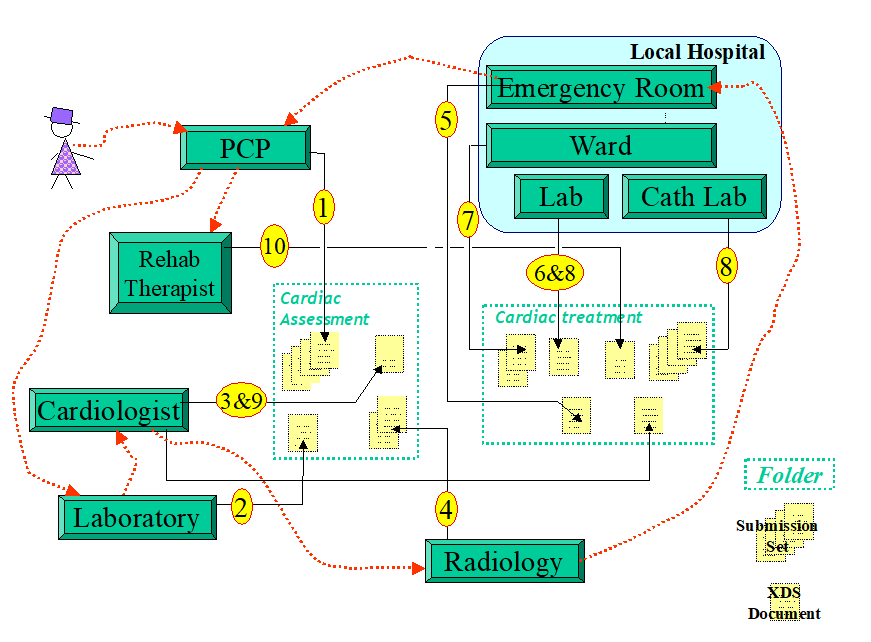 Local Hospital
Emergency Room
5
Ward
PCP
Lab
Cath Lab
1
7
10
Rehab
Therapist
6&8
8
Cardiac
Assessment
Cardiac treatment
Cardiologist
3&9
Folder
Laboratory
2
4
Submission
Set
Radiology
XDS
Document